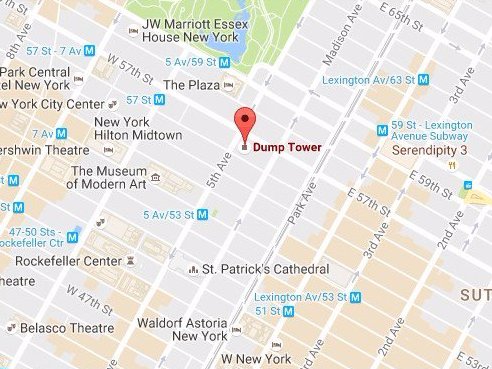 JW Marriott Essex
House New York
E 65th St
8th Ave
Madison Ave
57 St - 7 Av M
5 Av/59 St M
Lexington Av/63 St M
W 57th St
Park Central
tel New York
The Plaza
3rd Ave
York City Center
57 St M
59 St - Lexington
Avenue Subway
7 Av M
New York
Hilton Midtown
Dump Tower
Serendipity 3
ershwin Theatre
5th Ave
The Museum
of Modern Art
E 59th St
E 57th St
5 Av/53 St M
Park Ave
47-50 Sts -
ockefeller Ctr M
3rd Ave
2nd Ave
Rockefeller Center
St. Patrick's Cathedral
heatre
W 47th St
Lexington Av/53 St M
SUT
51 St M
Belasco Theatre
Waldorf Astoria
New York
2nd Ave
3rd Ave
W New York